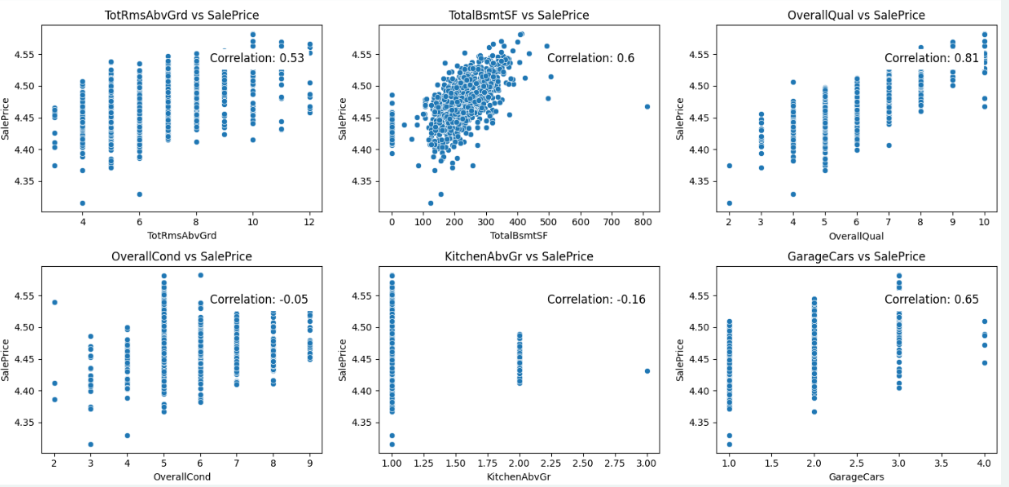 TotRmsAbvGrd vs SalePrice
Correlation: 0.53
SalePrice
4.55
4.50
4.45
4.40
4.35
4 6 8 10 12
TotRmsAbvGrd
TotalBsmtSF vs SalePrice
Correlation: 0.6
SalePrice
4.55
4.50
4.45
4.40
4.35
0 100 200 300 400 500 600 700 800
TotalBsmtSF
OverallQual vs SalePrice
Correlation: 0.81
SalePrice
4.55
4.50
4.45
4.40
4.35
2 3 4 5 6 7 8 9 10
OverallQual
OverallCond vs SalePrice
Correlation: -0.05
SalePrice
4.55
4.50
4.45
4.40
4.35
2 3 4 5 6 7 8 9
OverallCond
KitchenAbvGr vs SalePrice
Correlation: -0.16
SalePrice
4.55
4.50
4.45
4.40
4.35
1.00 1.25 1.50 1.75 2.00 2.25 2.50 2.75 3.00
KitchenAbvGr
GarageCars vs SalePrice
Correlation: 0.65
SalePrice
4.55
4.50
4.45
4.40
4.35
1.0 1.5 2.0 2.5 3.0 3.5 4.0
GarageCars